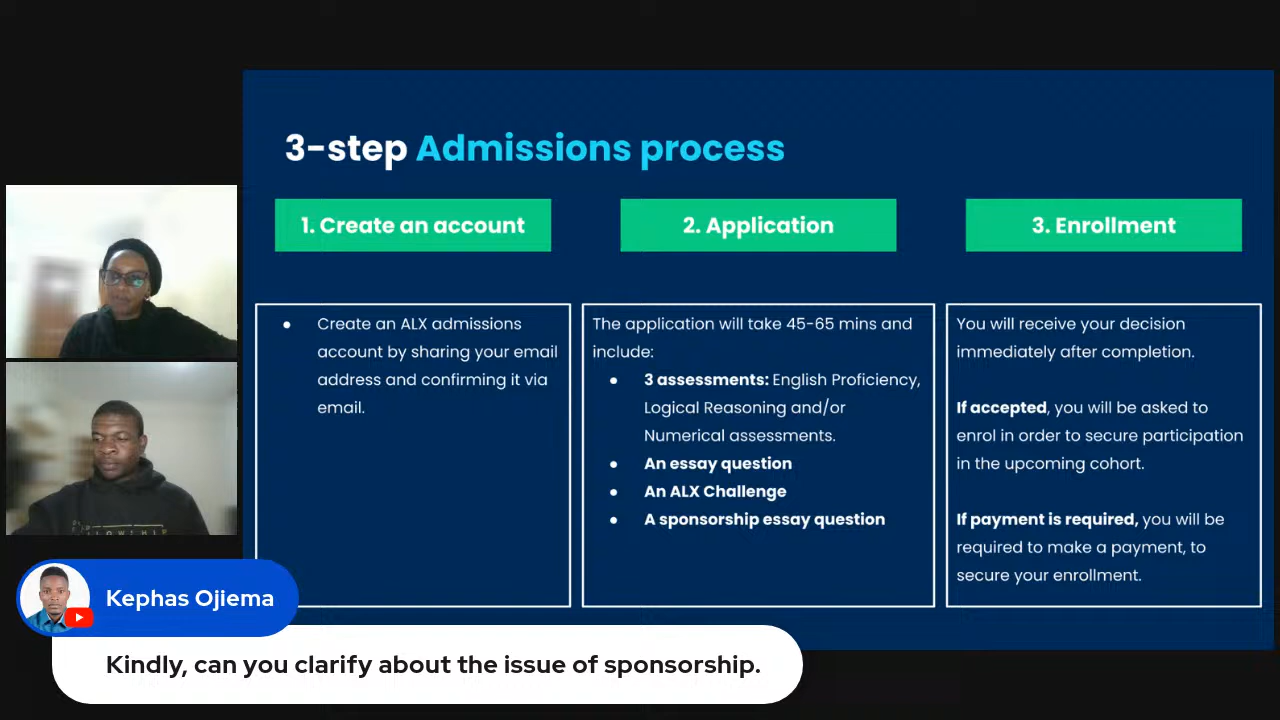 3-step Admissions process
1. Create an account
2. Application
3. Enrollment
Create an ALX admissions
account by sharing your email
address and confirming it via
email.
The application will take 45-65 mins and
include:
3 assessments: English Proficiency,
Logical Reasoning and/or
Numerical assessments.
An essay question
An ALX Challenge
A sponsorship essay question
You will receive your decision
immediately after completion.
If accepted, you will be asked to
enrol in order to secure participation
in the upcoming cohort.
If payment is required, you will be
required to make a payment, to
secure your enrollment.
Kephas Ojiema
Kindly, can you clarify about the issue of sponsorship.